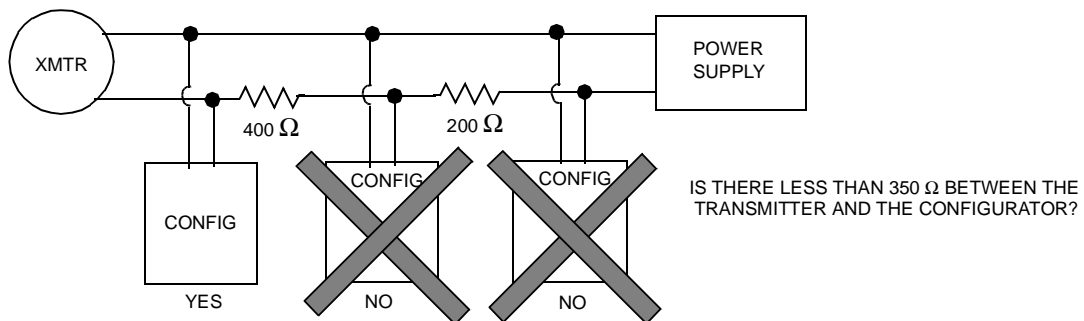 XMTR
POWER
SUPPLY
400 Ω
200 Ω
CONFIG
CONFIG
CONFIG
IS THERE LESS THAN 350 Ω BETWEEN THE
TRANSMITTER AND THE CONFIGURATOR?
YES
NO
NO